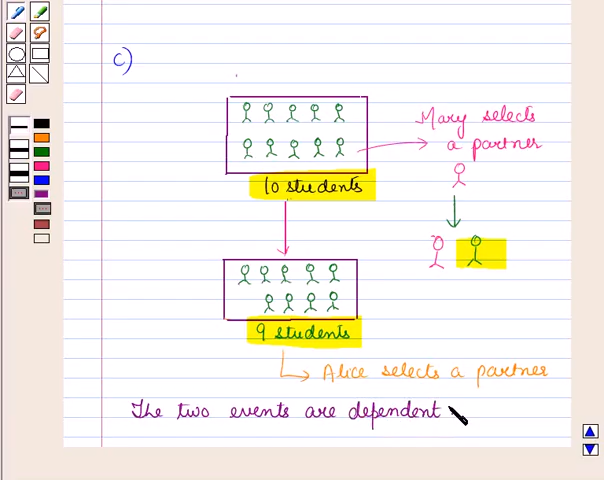 c)
Mary selects
a partner
10 students
9 students
Alice selects a partner
The two events are dependent